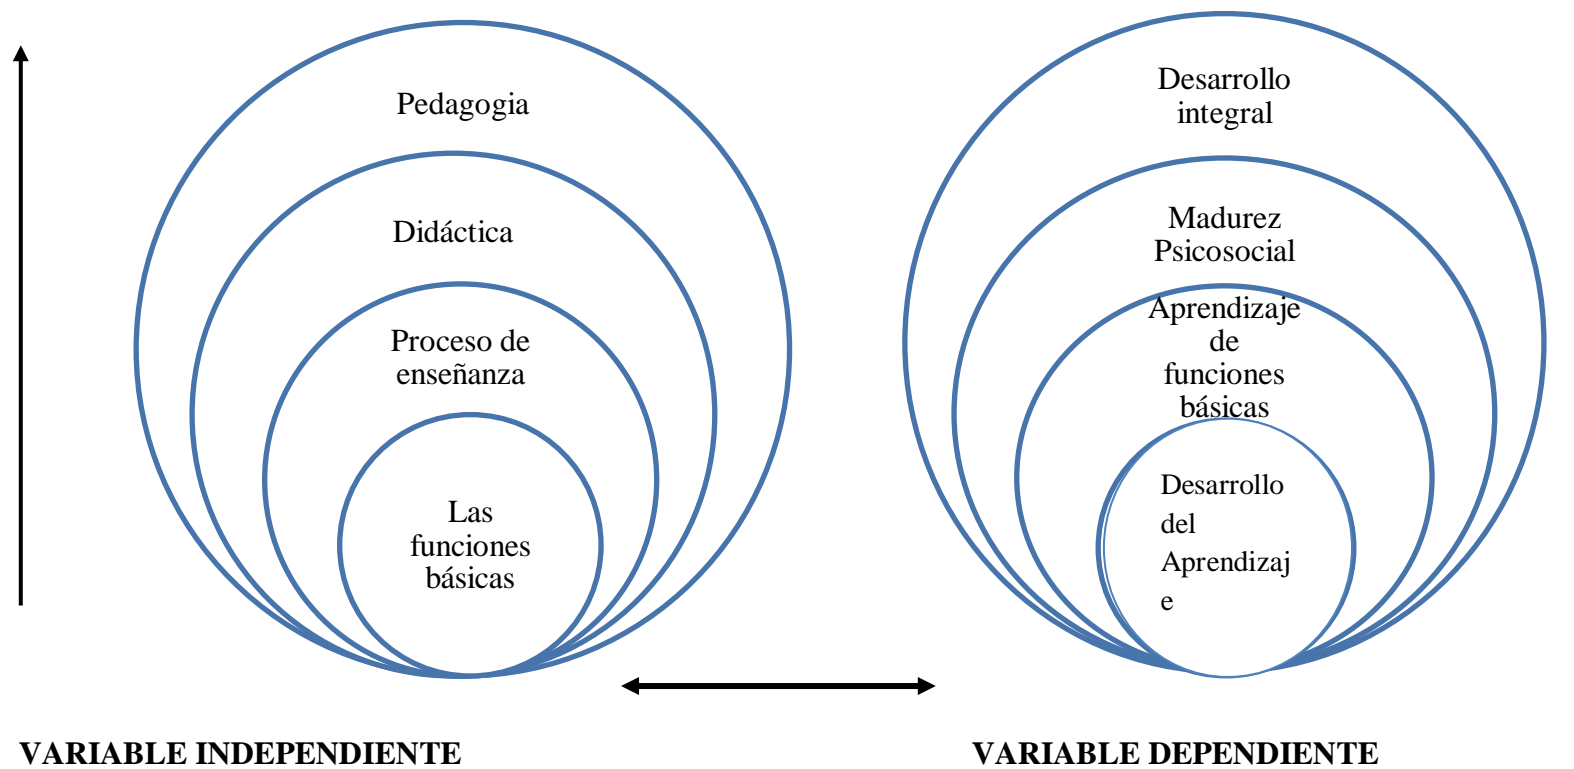 Pedagogia
Didáctica
Proceso de
enseñanza
Las
funciones
básicas
Desarrollo
integral
Madurez
Psicosocial
Aprendizaje
de
funciones
básicas
Desarrollo
del
Aprendizaj
e
VARIABLE INDEPENDIENTE
VARIABLE DEPENDIENTE